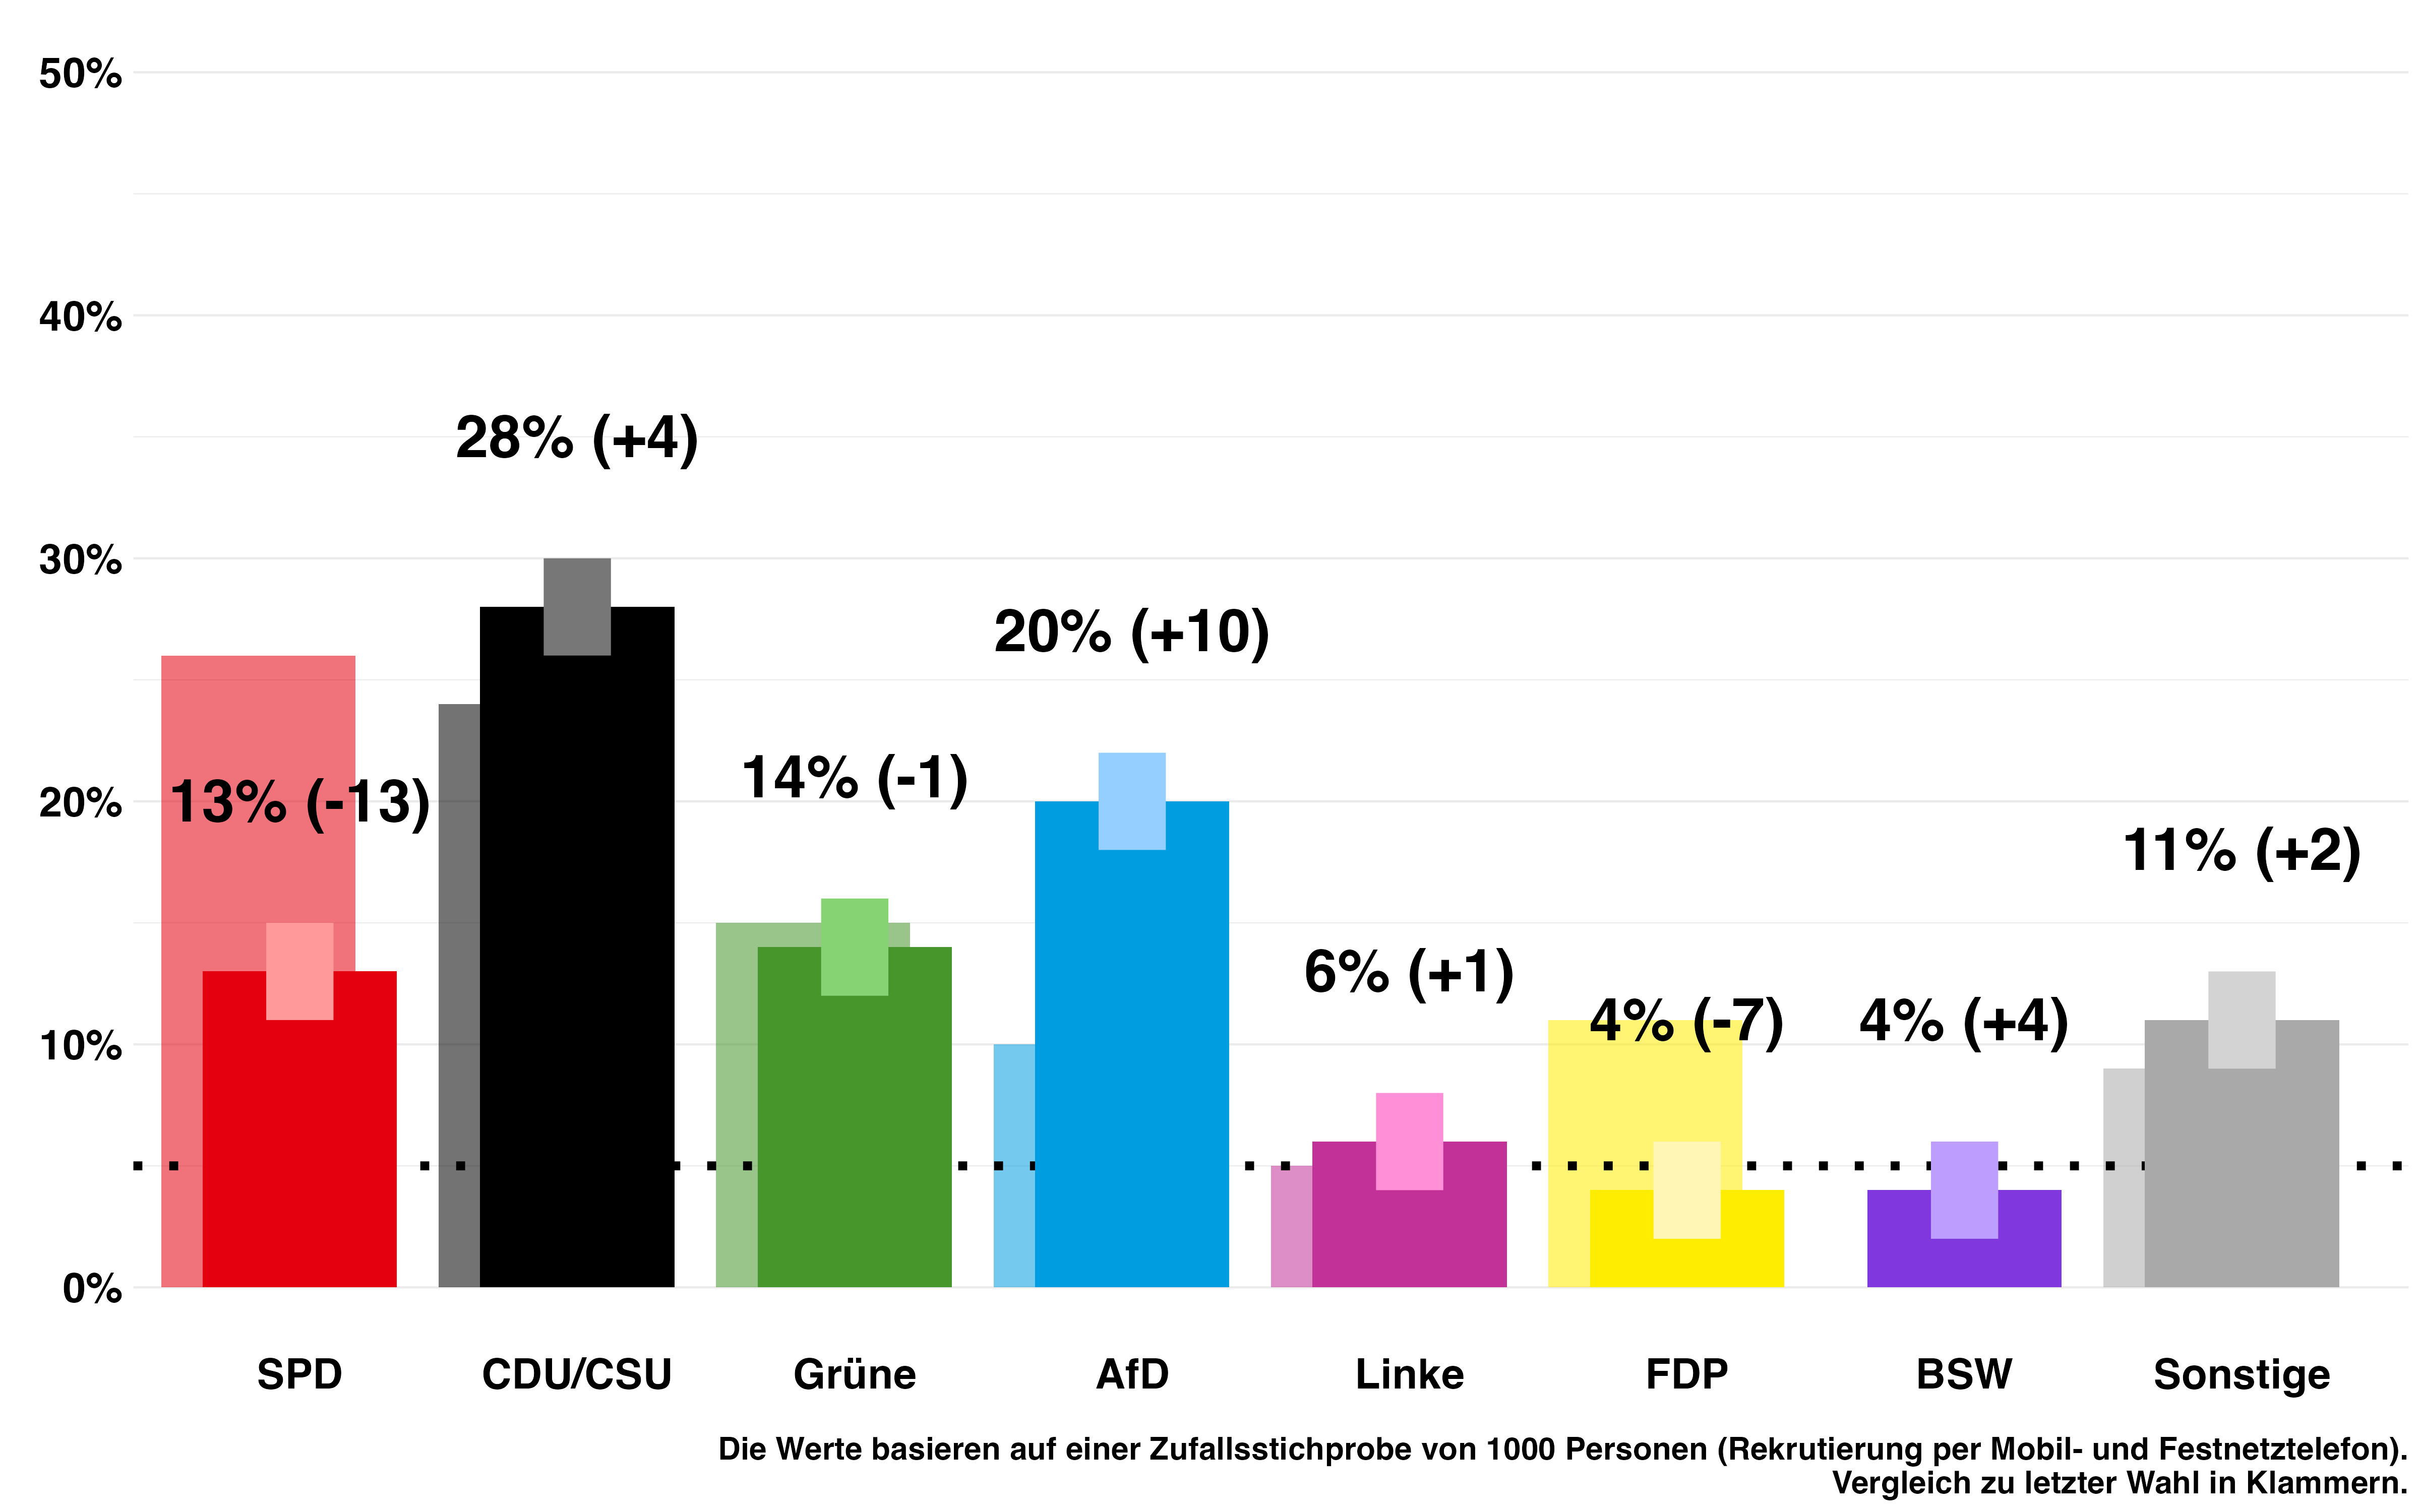 50%
40%
30%
20%
10%
0%
13% (-13)
28% (+4)
14% (-1)
20% (+10)
6% (+1)
4% (-7)
4% (+4)
11% (+2)
SPD
CDU/CSU
Grüne
AfD
Linke
FDP
BSW
Sonstige
Die Werte basieren auf einer Zufallsstichprobe von 1000 Personen (Rekrutierung per Mobil- und Festnetztelefon).
Vergleich zu letzter Wahl in Klammern.